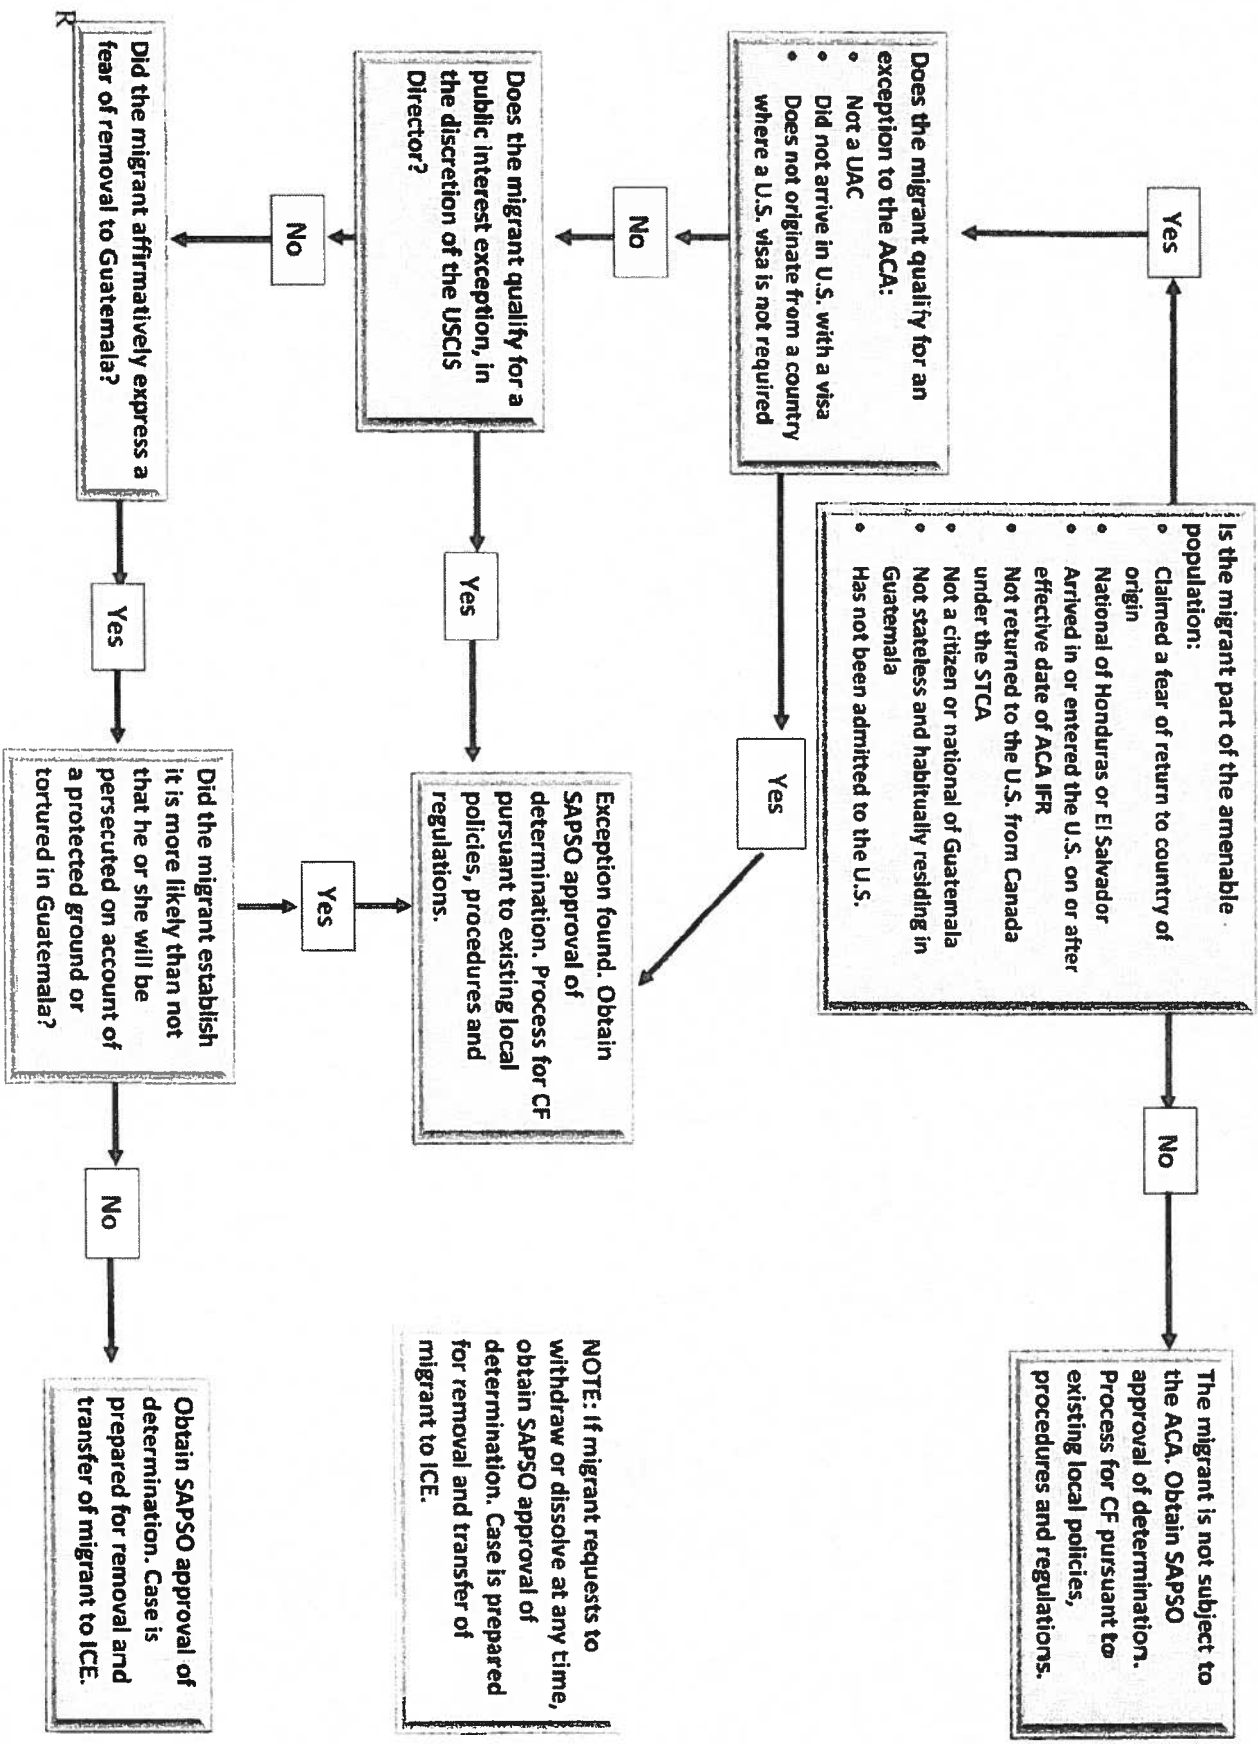 Is the migrant part of the amenable
population:
• Claimed a fear of return to country of
origin
• National of Honduras or El Salvador
• Arrived in or entered the U.S. on or after
effective date of ACA IFR
• Not returned to the U.S. from Canada
under the STCA
• Not a citizen or national of Guatemala
• Not stateless and habitually residing in
Guatemala
• Has not been admitted to the U.S.
Yes
No
The migrant is not subject to
the ACA. Obtain SAPSO
approval of determination.
Process for CF pursuant to
existing local policies,
procedures and regulations.
Does the migrant qualify for an
exception to the ACA:
• Not a UAC
• Did not arrive in U.S. with a visa
• Does not originate from a country
where a U.S. visa is not required
Yes
No
Does the migrant qualify for a
public interest exception, in
the discretion of the USCIS
Director?
Yes
Exception found. Obtain
SAPSO approval of
determination. Process for CF
pursuant to existing local
policies, procedures and
regulations.
NOTE: If migrant requests to
withdraw or dissolve at any time,
obtain SAPSO approval of
determination. Case is prepared
for removal and transfer of
migrant to ICE.
No
Yes
Did the migrant affirmatively express a
fear of removal to Guatemala?
Yes
Did the migrant establish
it is more likely than not
that he or she will be
persecuted on account of
a protected ground or
tortured in Guatemala?
No
Obtain SAPSO approval of
determination. Case is
prepared for removal and
transfer of migrant to ICE.
R